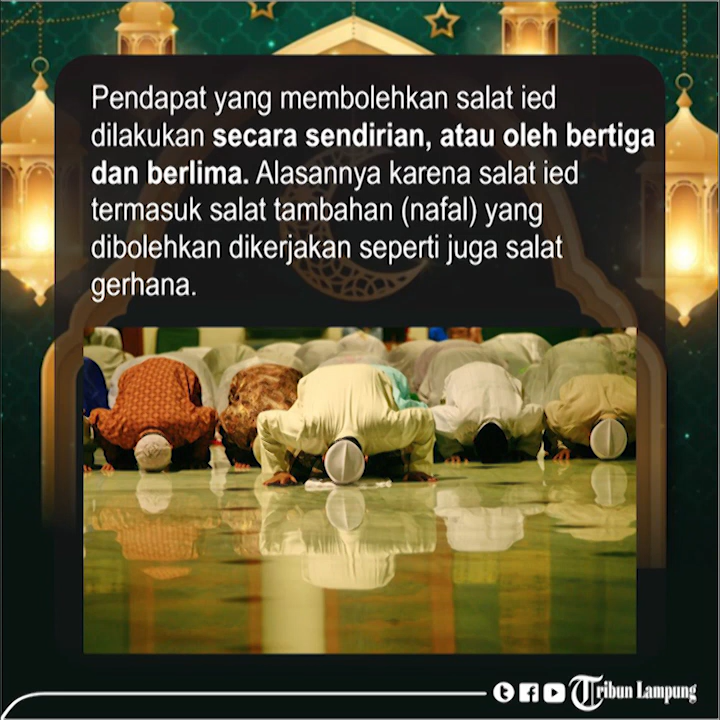 Pendapat yang membolehkan salat ied
dilakukan secara sendirian, atau oleh bertiga
dan berlima. Alasannya karena salat ied
termasuk salat tambahan (nafal) yang
dibolehkan dikerjakan seperti juga salat
gerhana.
Tribun Lampung